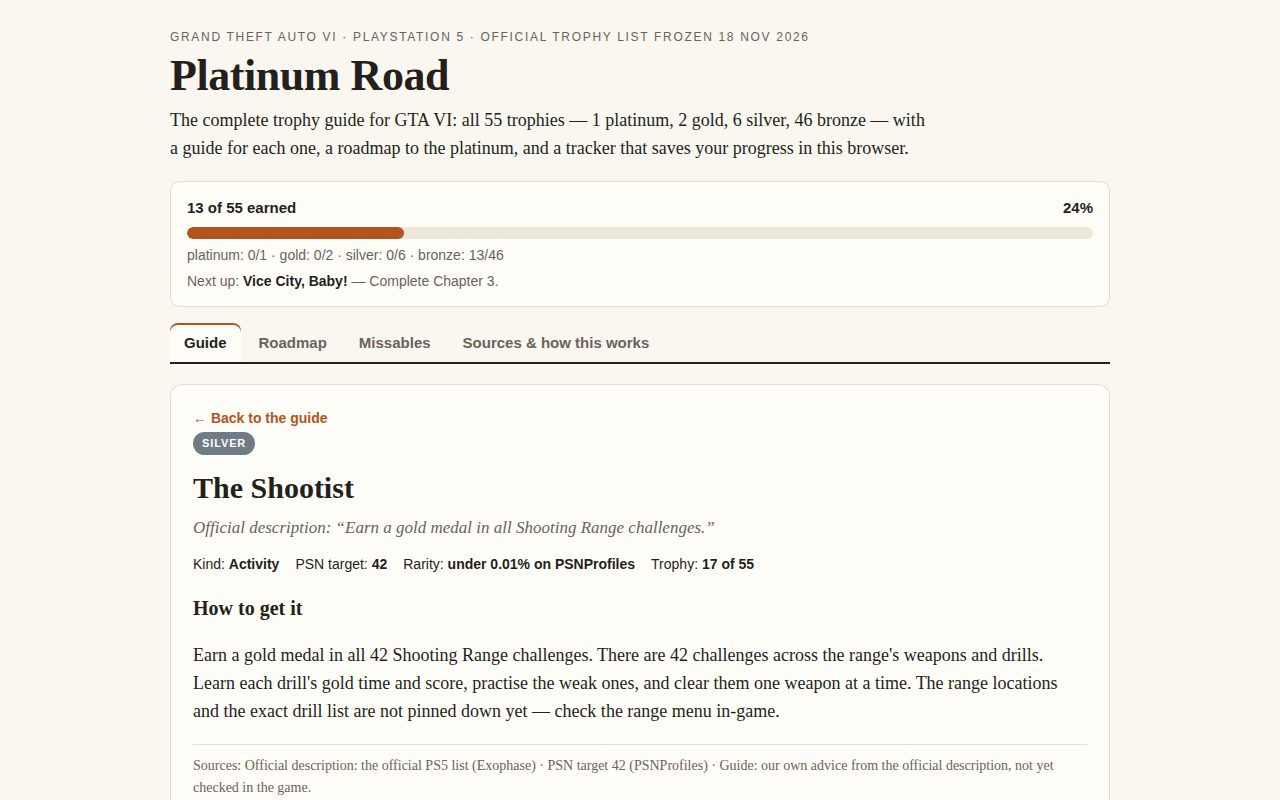 GRAND THEFT AUTO VI · PLAYSTATION 5 · OFFICIAL TROPHY LIST FROZEN 18 NOV 2026
Platinum Road
The complete trophy guide for GTA VI: all 55 trophies — 1 platinum, 2 gold, 6 silver, 46 bronze — with
a guide for each one, a roadmap to the platinum, and a tracker that saves your progress in this browser.
13 of 55 earned 24%
platinum: 0/1 · gold: 0/2 · silver: 0/6 · bronze: 13/46
Next up: Vice City, Baby! — Complete Chapter 3.
Guide Roadmap Missables Sources & how this works
← Back to the guide
SILVER
The Shootist
Official description: “Earn a gold medal in all Shooting Range challenges.”
Kind: Activity PSN target: 42 Rarity: under 0.01% on PSNProfiles Trophy: 17 of 55
How to get it
Earn a gold medal in all 42 Shooting Range challenges. There are 42 challenges across the range's weapons and drills.
Learn each drill's gold time and score, practise the weak ones, and clear them one weapon at a time. The range locations
and the exact drill list are not pinned down yet — check the range menu in-game.
Sources: Official description: the official PS5 list (Exophase) · PSN target 42 (PSNProfiles) · Guide: our own advice from the official description, not yet
checked in the game.